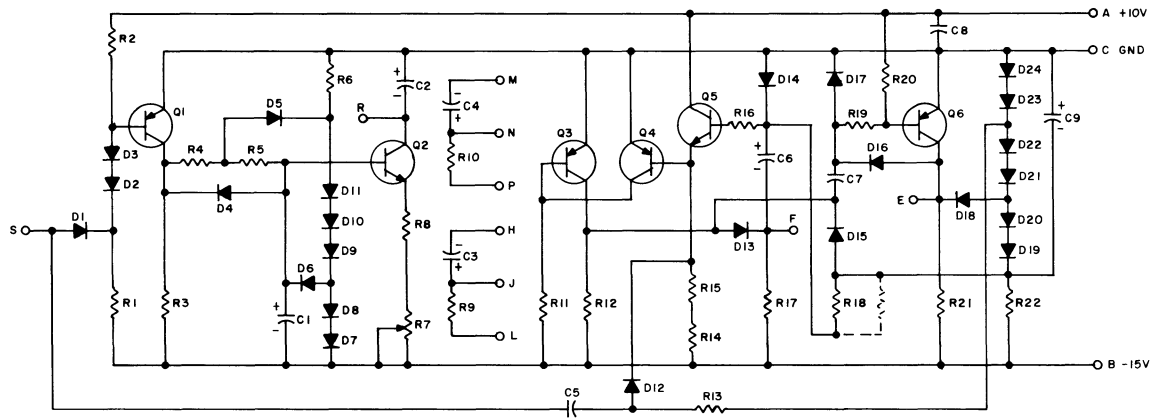 A +10V
R2
C8
C GND
R6
C2
M
D14
D17
R20
D24
Q1
D5
R
C4
Q5
D23
C9
N
Q3
Q4
R16
R19
Q6
D3
R4
R5
Q2
R10
C6
D16
D22
D2
D4
D11
P
C7
D21
D10
R8
E
D18
S
D1
D9
H
F
D13
D15
D20
C3
D19
D6
J
R1
R3
C1
D8
R7
R9
R11
R12
R15
R17
R18
R21
R22
D7
L
R14
B -15V
D12
C5
R13